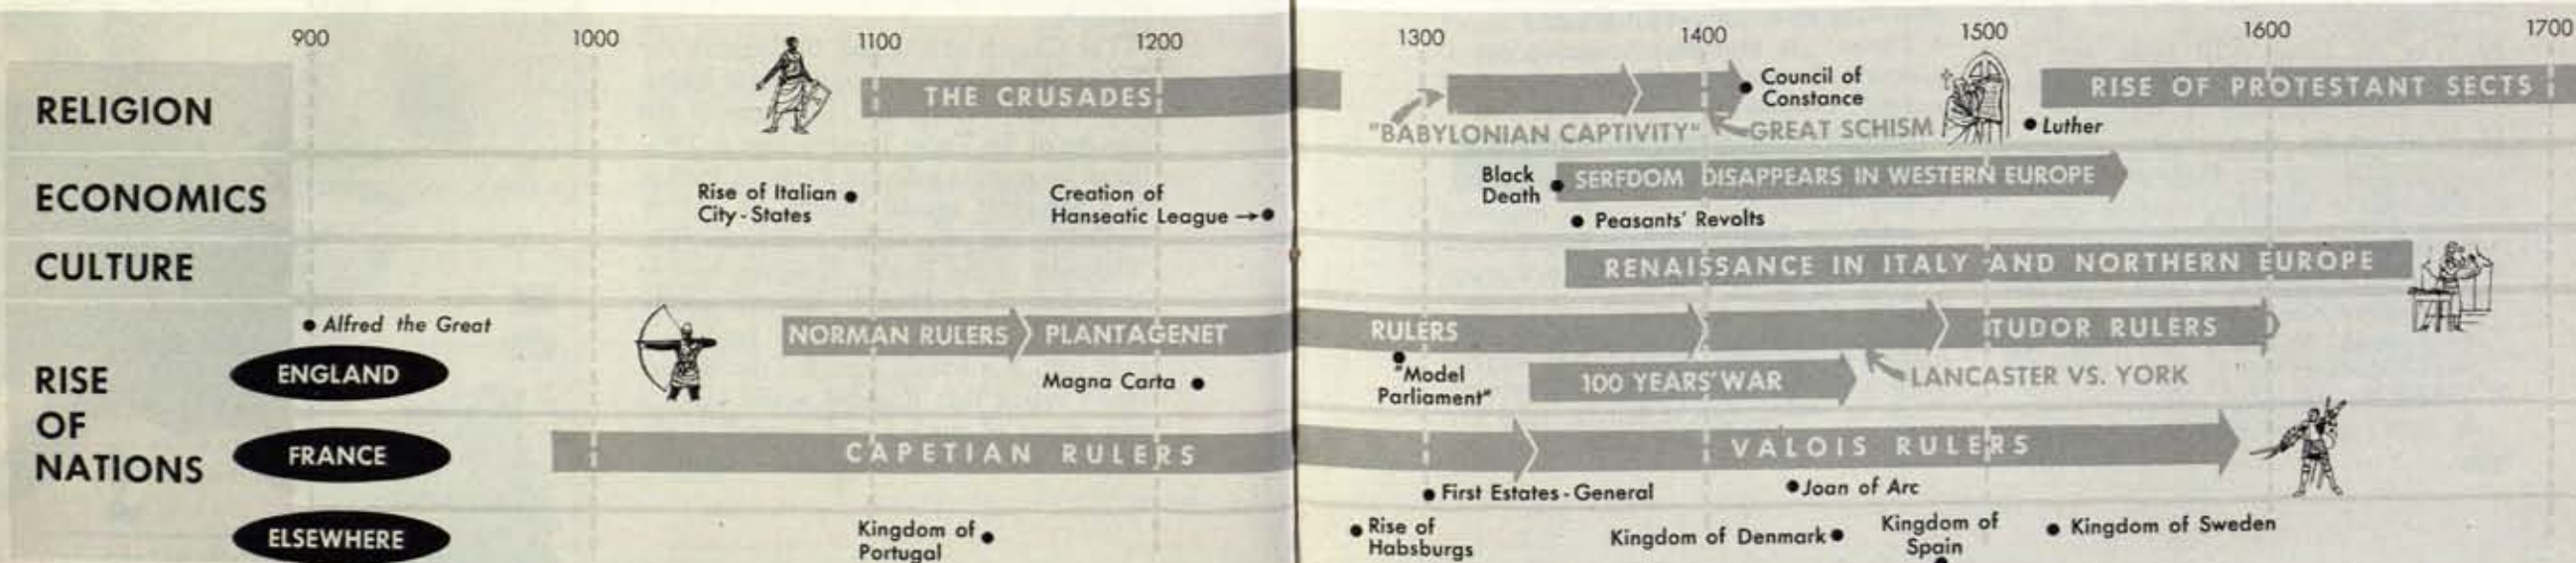 900 1000 1100 1200 1300 1400 1500 1600 1700
RELIGION
THE CRUSADES
"BABYLONIAN CAPTIVITY"
Council of
Constance
GREAT SCHISM
Luther
RISE OF PROTESTANT SECTS
ECONOMICS
Rise of Italian
City-States
Creation of
Hanseatic League →
Black
Death
SERFDOM DISAPPEARS IN WESTERN EUROPE
Peasants' Revolts
CULTURE
RENAISSANCE IN ITALY AND NORTHERN EUROPE
RISE
OF
NATIONS
ENGLAND
Alfred the Great
NORMAN RULERS
PLANTAGENET RULERS
TUDOR RULERS
Magna Carta
"Model
Parliament"
100 YEARS' WAR
LANCASTER VS. YORK
FRANCE
CAPETIAN RULERS
VALOIS RULERS
First Estates-General
Joan of Arc
ELSEWHERE
Kingdom of
Portugal
Rise of
Habsburgs
Kingdom of Denmark
Kingdom of
Spain
Kingdom of Sweden